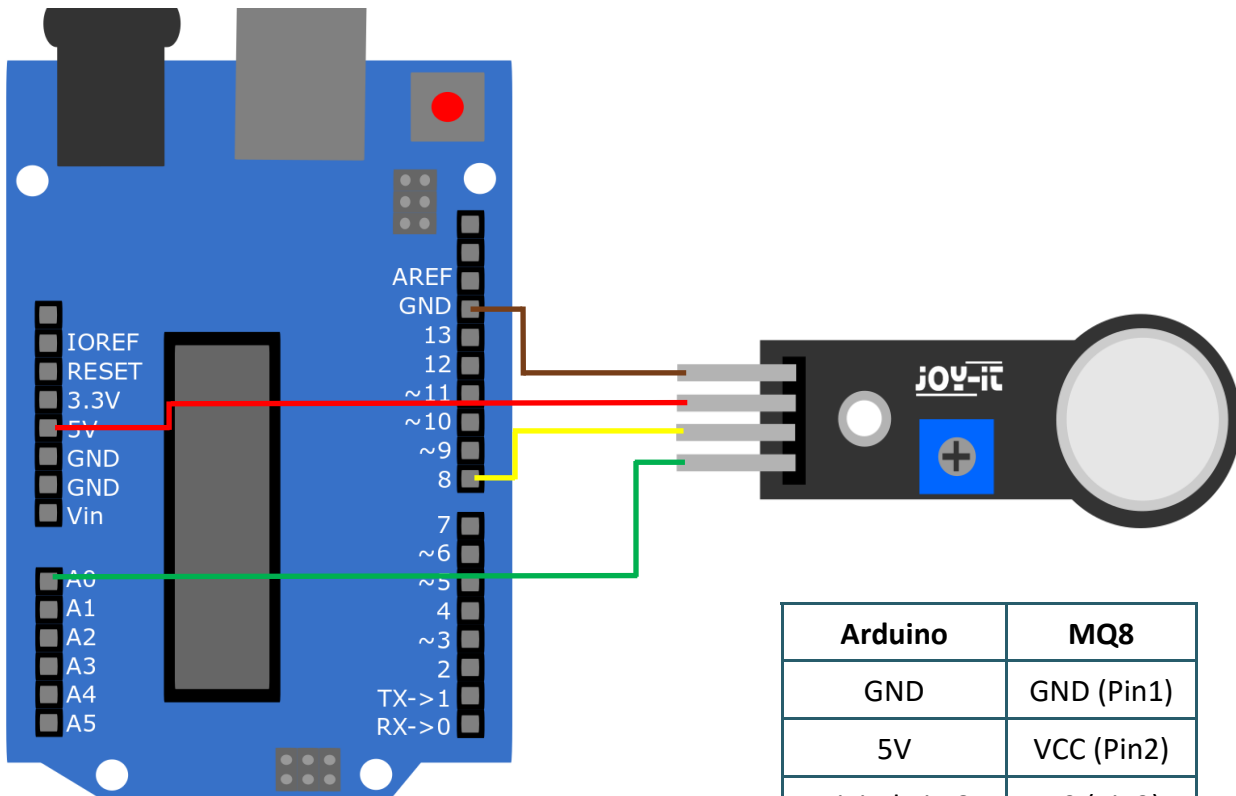 AREF
GND
13
12
~11
~10
~9
8
7
~6
~5
4
~3
2
TX->1
RX->0
IOREF
RESET
3.3V
5V
GND
GND
Vin
A0
A1
A2
A3
A4
A5
JOY-iT
Arduino MQ8
GND GND (Pin1)
5V VCC (Pin2)